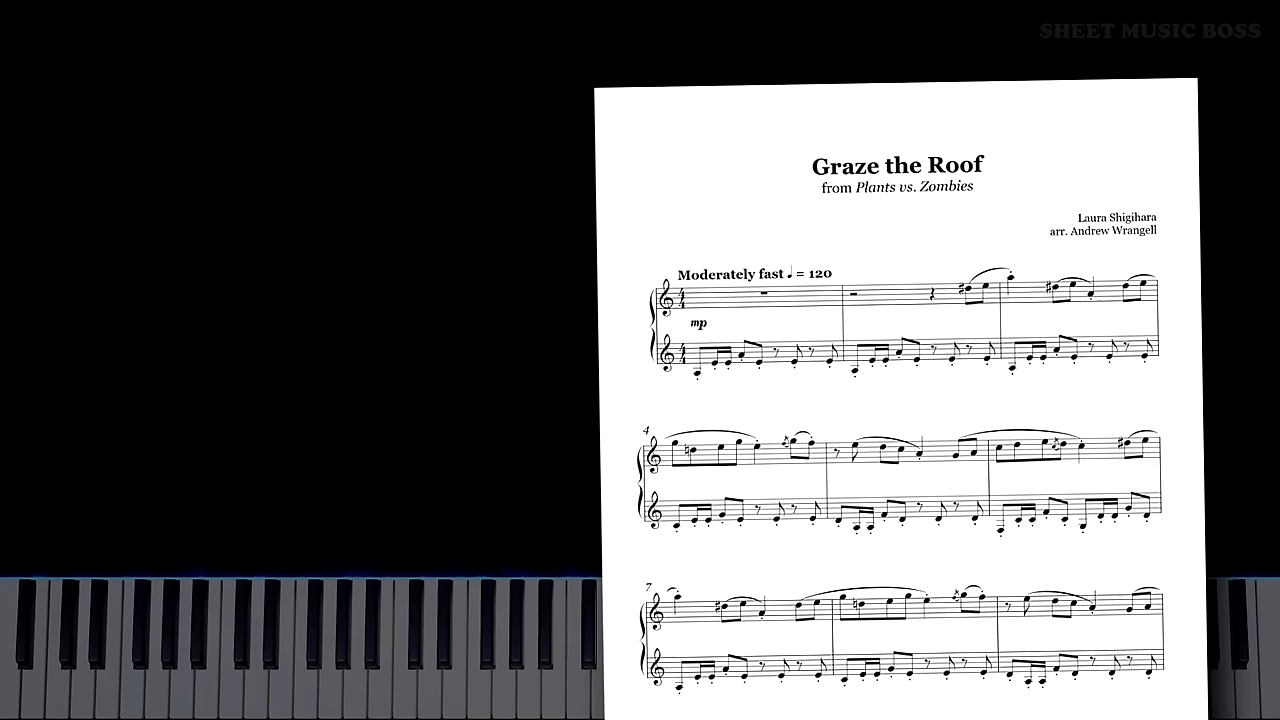 SHEET MUSIC BOSS
Graze the Roof
from Plants vs. Zombies
Laura Shigihara
arr. Andrew Wrangell
Moderately fast ♩ = 120
mp
4
7